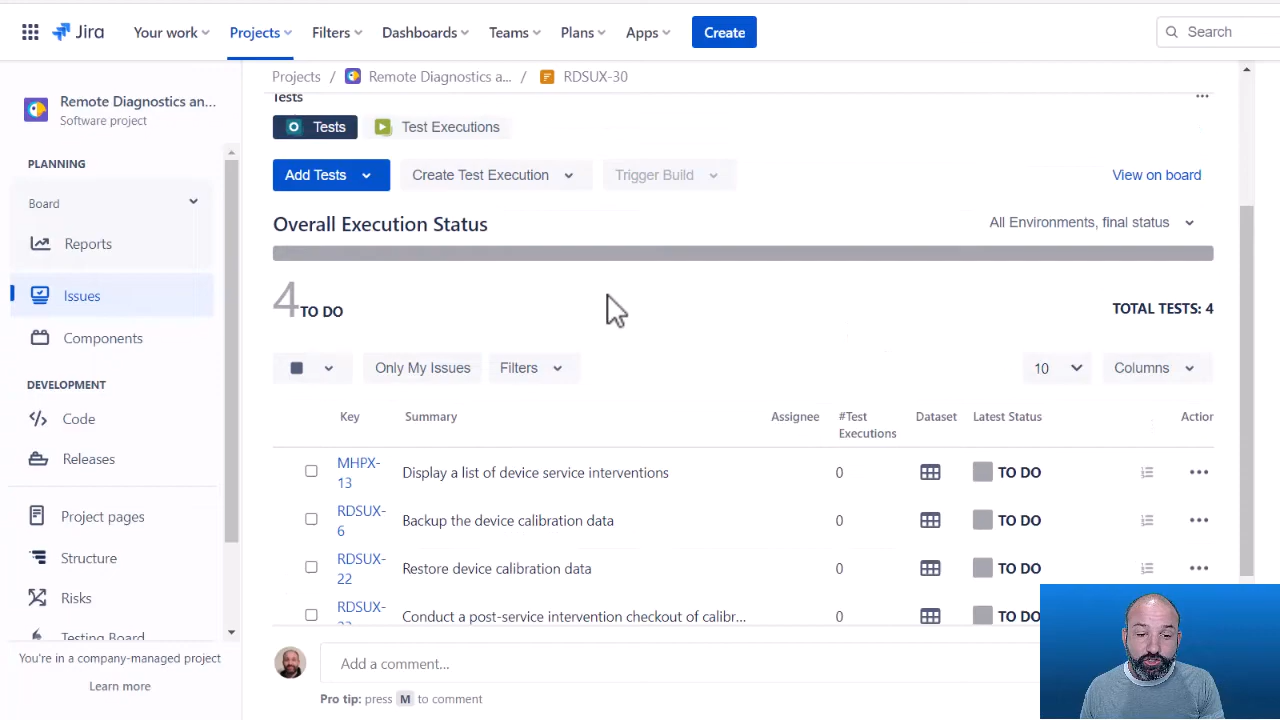 Jira Your work Projects Filters Dashboards Teams Plans Apps Create Search
Remote Diagnostics an...
Software project
PLANNING
Board
Reports
Issues
Components
DEVELOPMENT
Code
Releases
Project pages
Structure
Risks
Testing Board
You're in a company-managed project
Learn more
Projects / Remote Diagnostics a... / RDSUX-30
Tests
Tests Test Executions
Add Tests Create Test Execution Trigger Build View on board
Overall Execution Status All Environments, final status
4 TO DO TOTAL TESTS: 4
Only My Issues Filters 10 Columns
Key Summary Assignee #Test Executions Dataset Latest Status Action
MHPX-13 Display a list of device service interventions 0 TO DO
RDSUX-6 Backup the device calibration data 0 TO DO
RDSUX-22 Restore device calibration data 0 TO DO
RDSUX- Conduct a post-service intervention checkout of calibr... 0 TO DO
Add a comment...
Pro tip: press M to comment